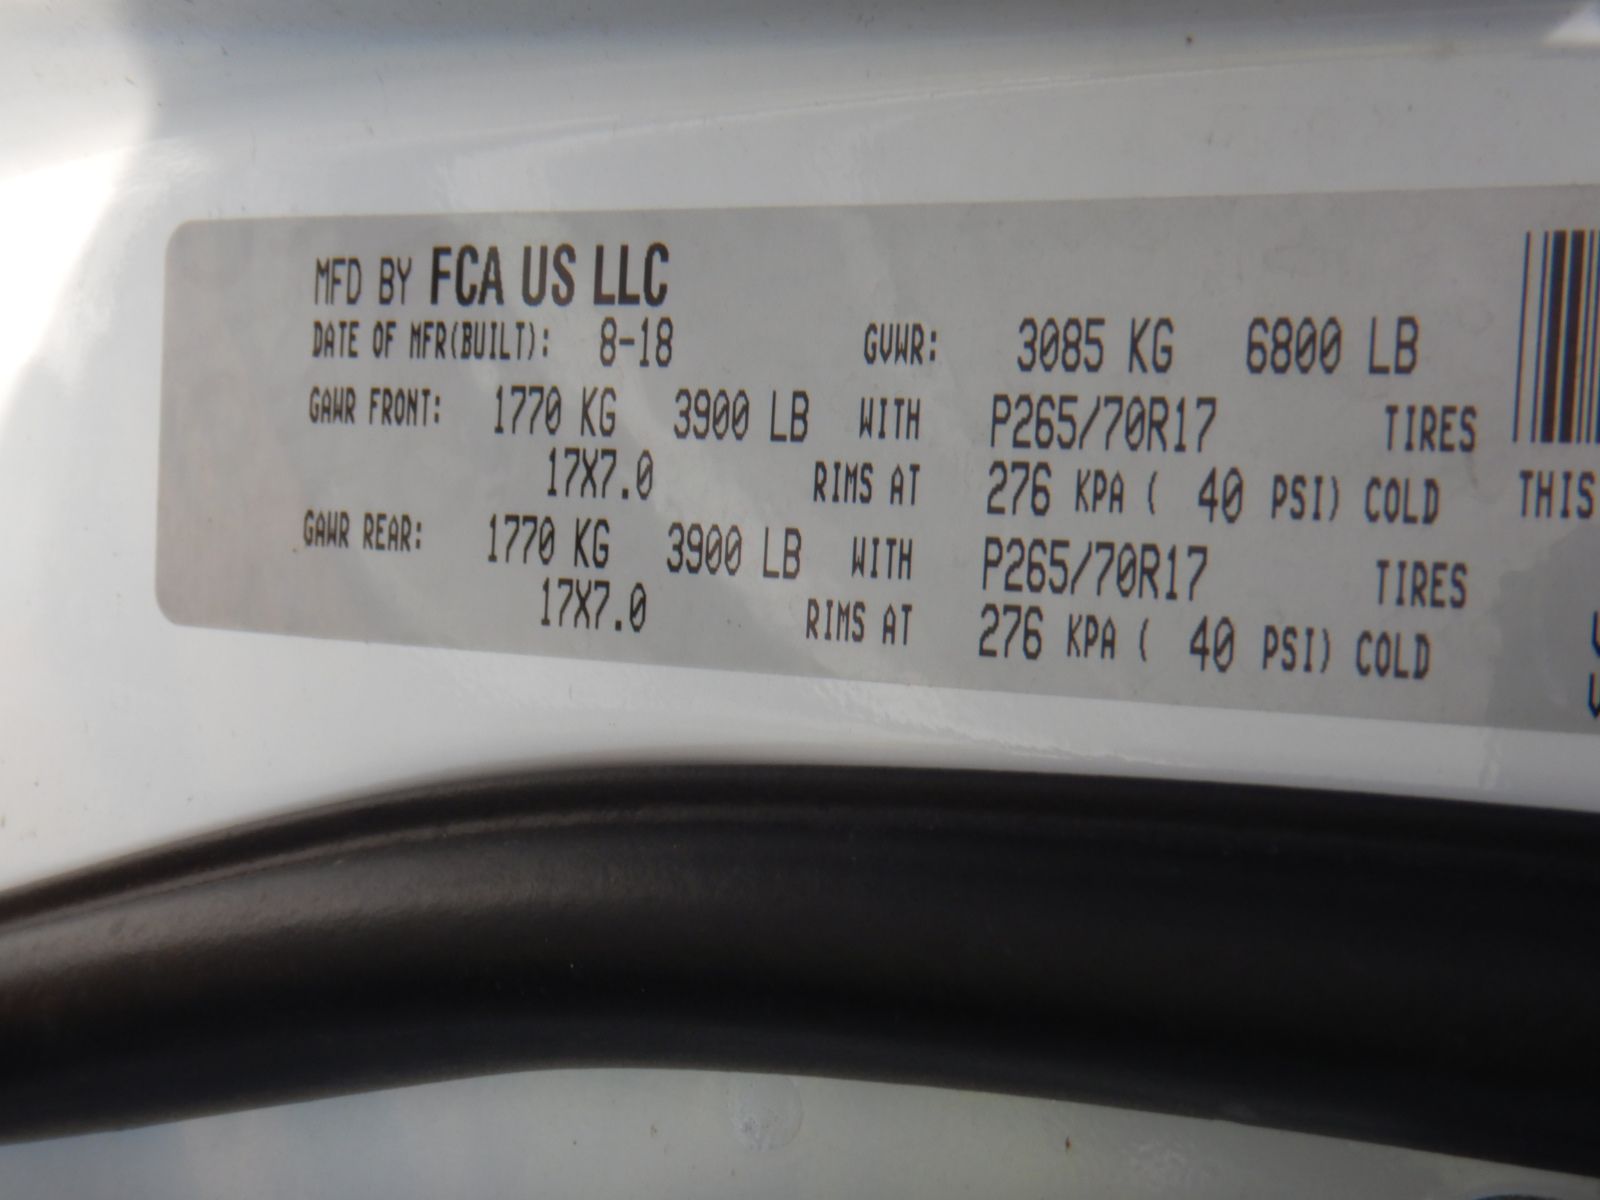 MFD BY FCA US LLC
DATE OF MFR(BUILT): 8-18 GVWR: 3085 KG 6800 LB
GAWR FRONT: 1770 KG 3900 LB WITH P265/70R17 TIRES
17X7.0 RIMS AT 276 KPA ( 40 PSI) COLD
GAWR REAR: 1770 KG 3900 LB WITH P265/70R17 TIRES
17X7.0 RIMS AT 276 KPA ( 40 PSI) COLD
THIS